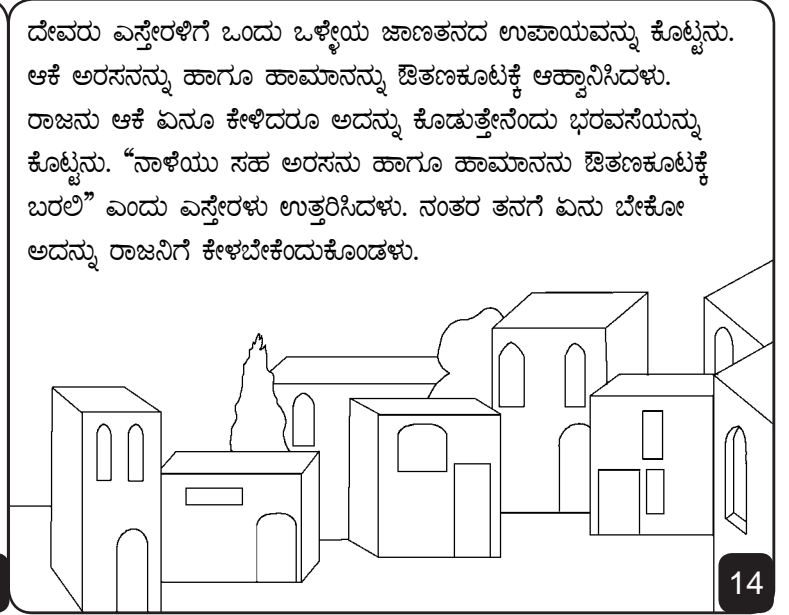 ದೇವರು ಎಸ್ತೇರಳಿಗೆ ಒಂದು ಒಳ್ಳೇಯ ಜಾಣತನದ ಉಪಾಯವನ್ನು ಕೊಟ್ಟನು.
ಆಕೆ ಅರಸನನ್ನು ಹಾಗೂ ಹಾಮಾನನ್ನು ಔತಣಕೂಟಕ್ಕೆ ಆಹ್ವಾನಿಸಿದಳು.
ರಾಜನು ಆಕೆ ಏನೂ ಕೇಳಿದರೂ ಅದನ್ನು ಕೊಡುತ್ತೇನೆಂದು ಭರವಸೆಯನ್ನು
ಕೊಟ್ಟನು. “ನಾಳೆಯು ಸಹ ಅರಸನು ಹಾಗೂ ಹಾಮಾನನು ಔತಣಕೂಟಕ್ಕೆ
ಬರಲಿ” ಎಂದು ಎಸ್ತೇರಳು ಉತ್ತರಿಸಿದಳು. ನಂತರ ತನಗೆ ಏನು ಬೇಕೋ
ಅದನ್ನು ರಾಜನಿಗೆ ಕೇಳಬೇಕೆಂದುಕೊಂಡಳು.
14